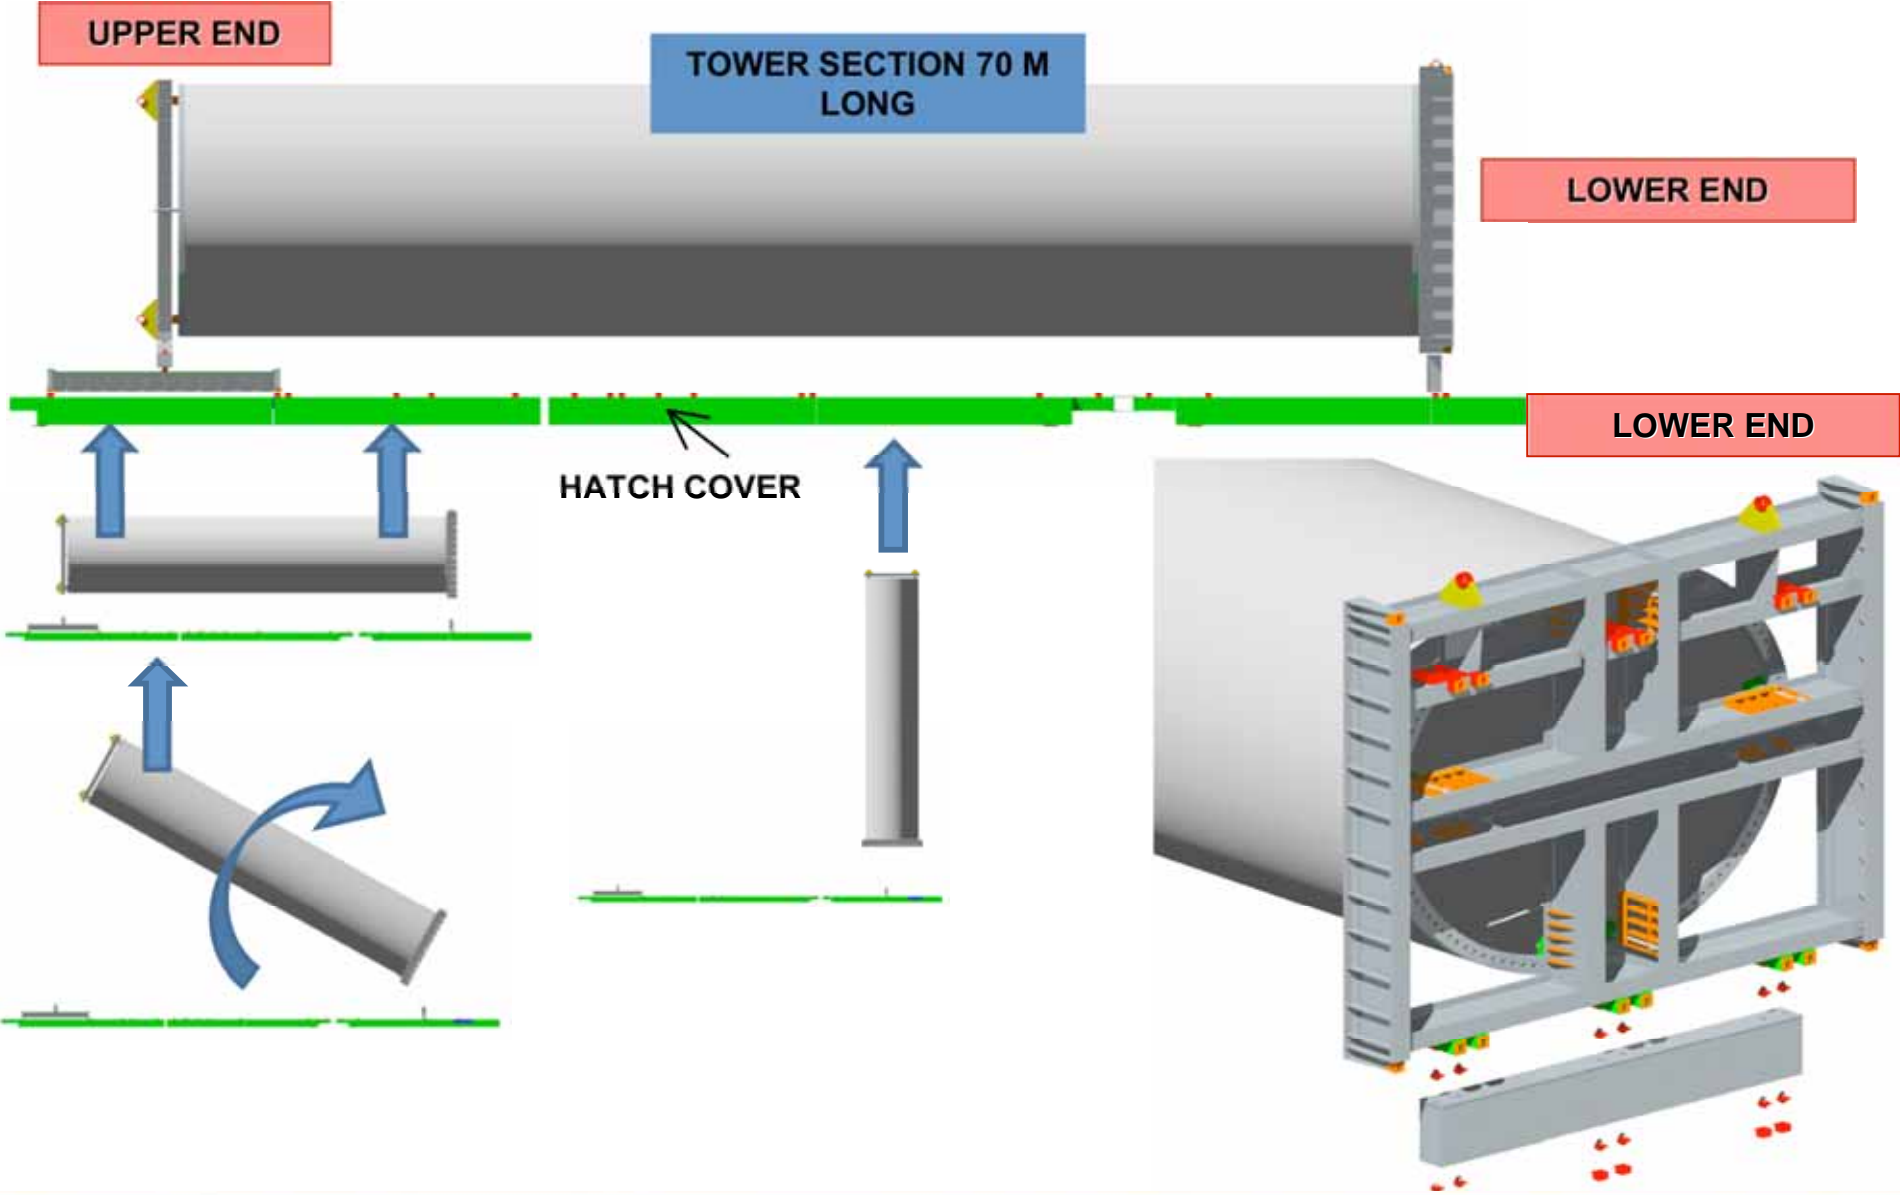 UPPER END
TOWER SECTION 70 M
LONG
LOWER END
LOWER END
HATCH COVER